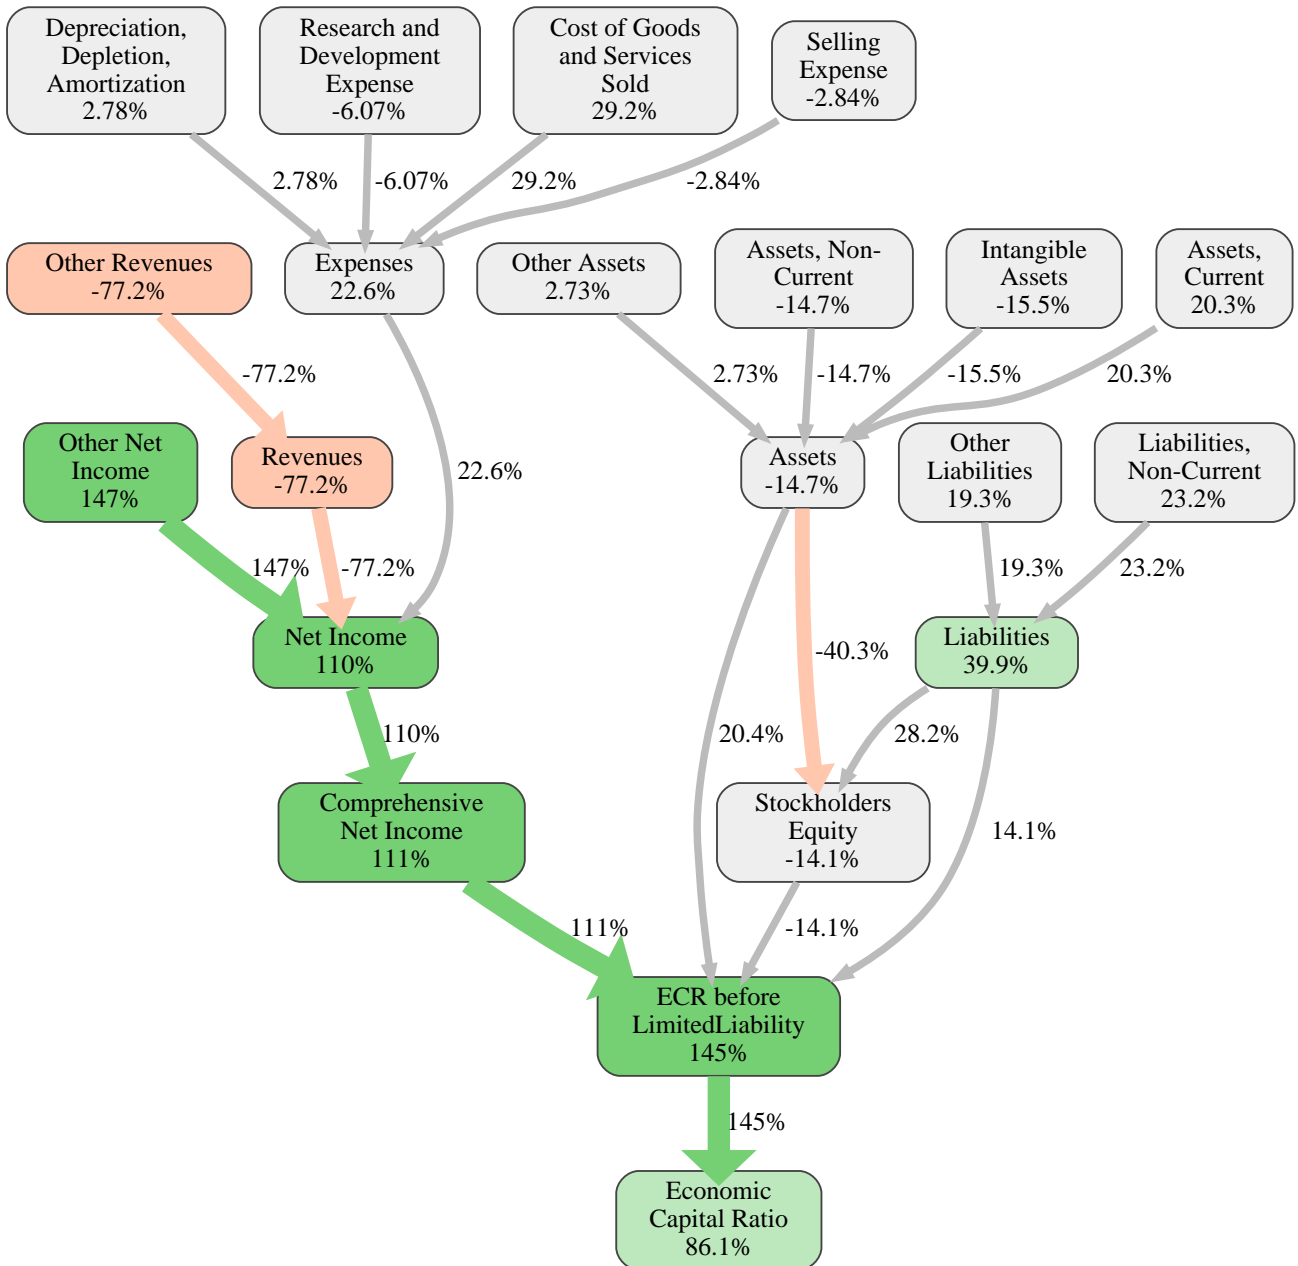 Depreciation,
Depletion,
Amortization
2.78%
Research and
Development
Expense
-6.07%
Cost of Goods
and Services
Sold
29.2%
Selling
Expense
-2.84%
2.78%
-6.07%
29.2%
-2.84%
Other Revenues
-77.2%
Expenses
22.6%
Other Assets
2.73%
Assets, Non-
Current
-14.7%
Intangible
Assets
-15.5%
Assets,
Current
20.3%
-77.2%
2.73%
-14.7%
-15.5%
20.3%
Other Net
Income
147%
Revenues
-77.2%
22.6%
Assets
-14.7%
Other
Liabilities
19.3%
Liabilities,
Non-Current
23.2%
147%
-77.2%
19.3%
23.2%
Net Income
110%
-40.3%
Liabilities
39.9%
110%
20.4%
28.2%
Comprehensive
Net Income
111%
Stockholders
Equity
-14.1%
14.1%
111%
-14.1%
ECR before
LimitedLiability
145%
145%
Economic
Capital Ratio
86.1%